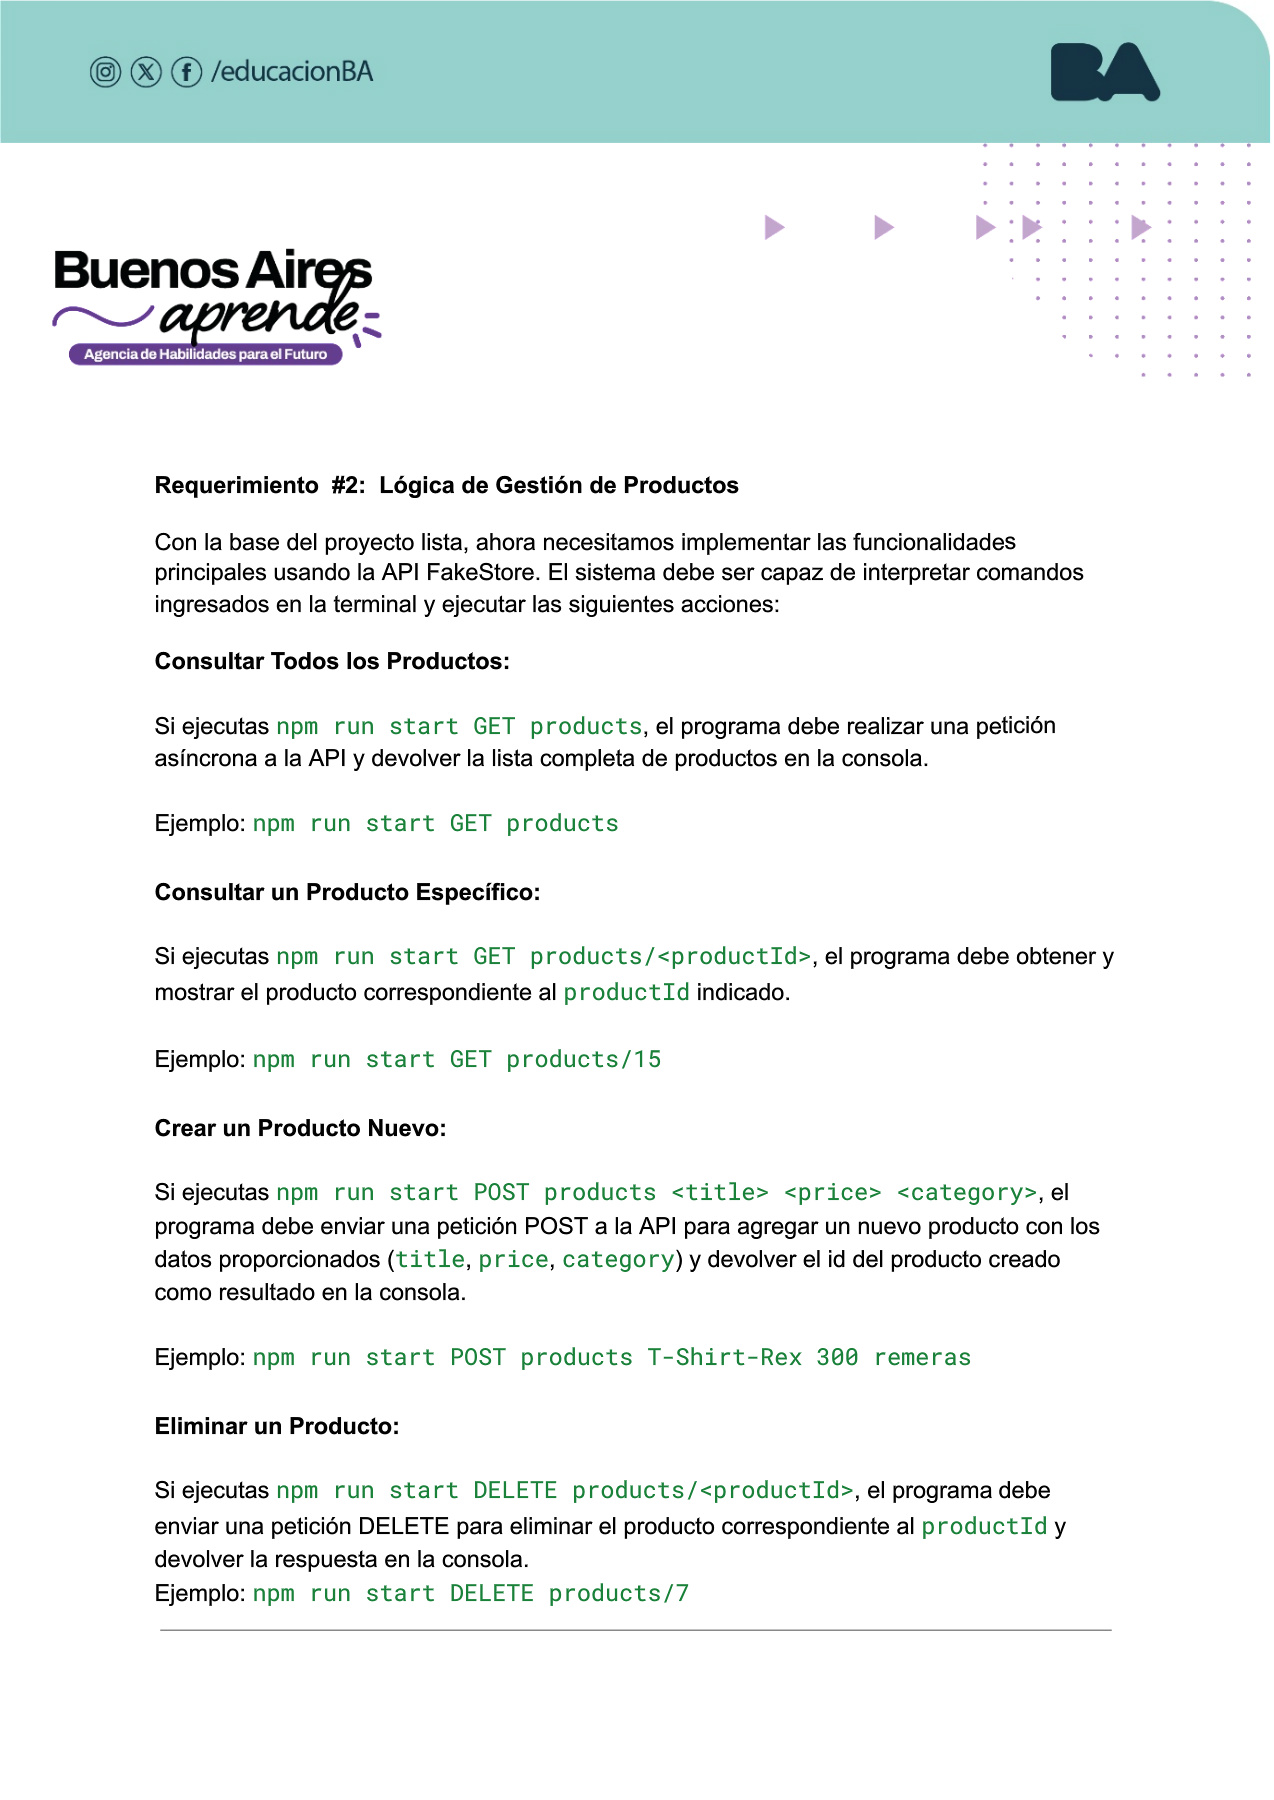 /educacionBA
BA
Buenos Aires
aprende
Agencia de Habilidades para el Futuro
Requerimiento #2: Lógica de Gestión de Productos
Con la base del proyecto lista, ahora necesitamos implementar las funcionalidades
principales usando la API FakeStore. El sistema debe ser capaz de interpretar comandos
ingresados en la terminal y ejecutar las siguientes acciones:
Consultar Todos los Productos:
Si ejecutas npm run start GET products, el programa debe realizar una petición
asíncrona a la API y devolver la lista completa de productos en la consola.
Ejemplo: npm run start GET products
Consultar un Producto Específico:
Si ejecutas npm run start GET products/<productId>, el programa debe obtener y
mostrar el producto correspondiente al productId indicado.
Ejemplo: npm run start GET products/15
Crear un Producto Nuevo:
Si ejecutas npm run start POST products <title> <price> <category>, el
programa debe enviar una petición POST a la API para agregar un nuevo producto con los
datos proporcionados (title, price, category) y devolver el id del producto creado
como resultado en la consola.
Ejemplo: npm run start POST products T-Shirt-Rex 300 remeras
Eliminar un Producto:
Si ejecutas npm run start DELETE products/<productId>, el programa debe
enviar una petición DELETE para eliminar el producto correspondiente al productId y
devolver la respuesta en la consola.
Ejemplo: npm run start DELETE products/7